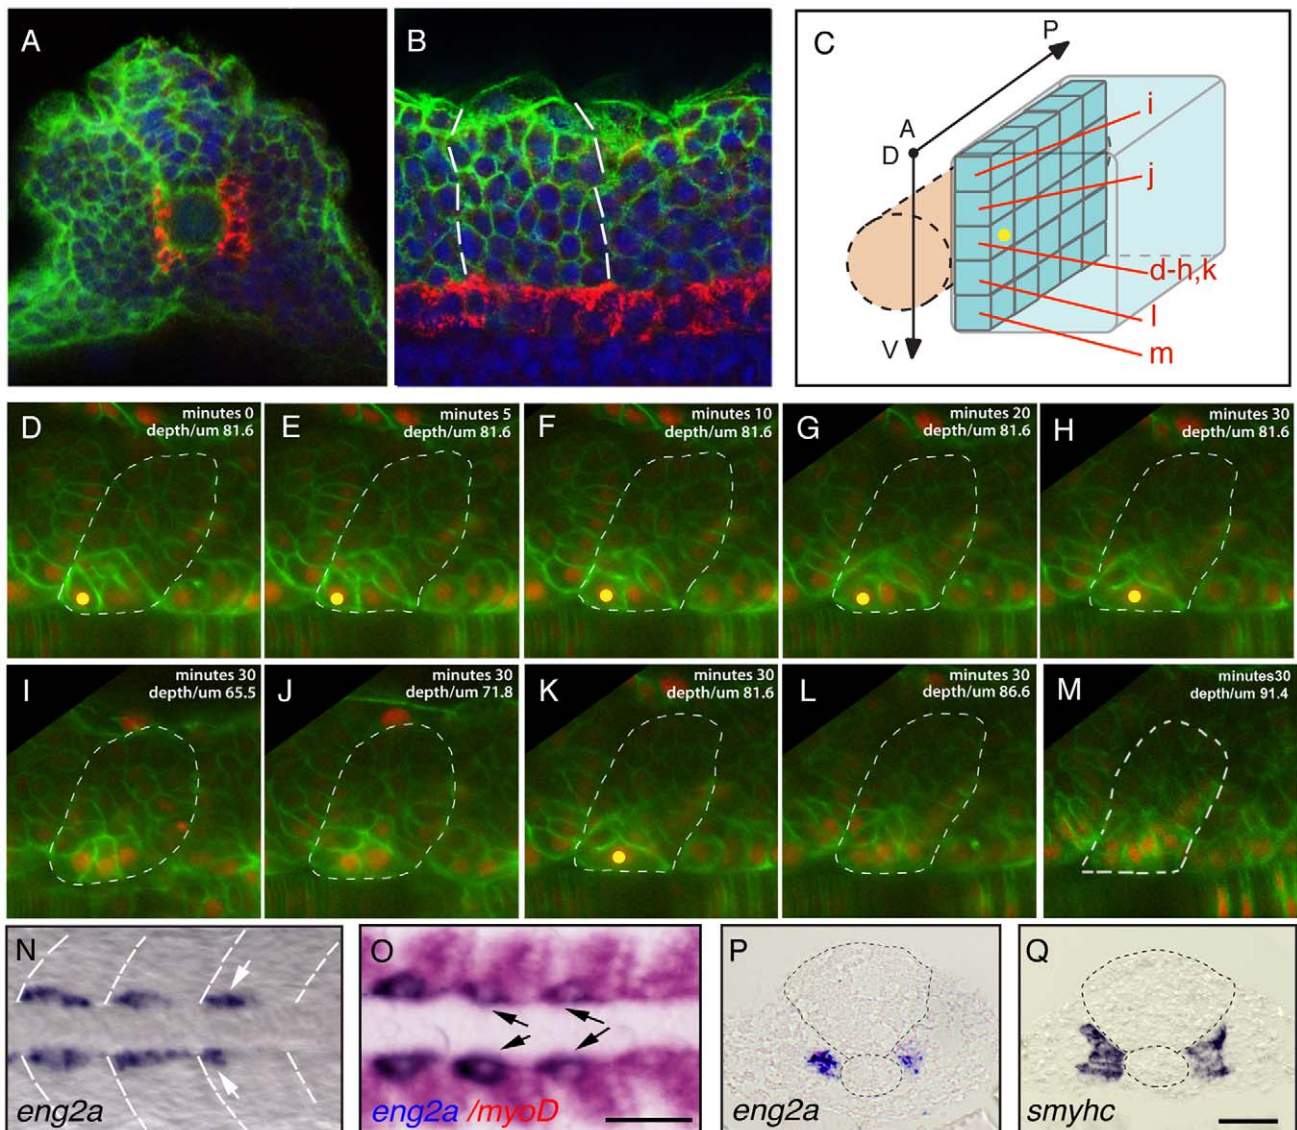 A
B
C
P
A
D
V
i
j
d-h,k
l
m
D
minutes 0
depth/um 81.6
E
minutes 5
depth/um 81.6
F
minutes 10
depth/um 81.6
G
minutes 20
depth/um 81.6
H
minutes 30
depth/um 81.6
I
minutes 30
depth/um 65.5
J
minutes 30
depth/um 71.8
K
minutes 30
depth/um 81.6
L
minutes 30
depth/um 86.6
M
minutes30
depth/um 91.4
N
eng2a
O
eng2a /myoD
P
eng2a
Q
smyhc